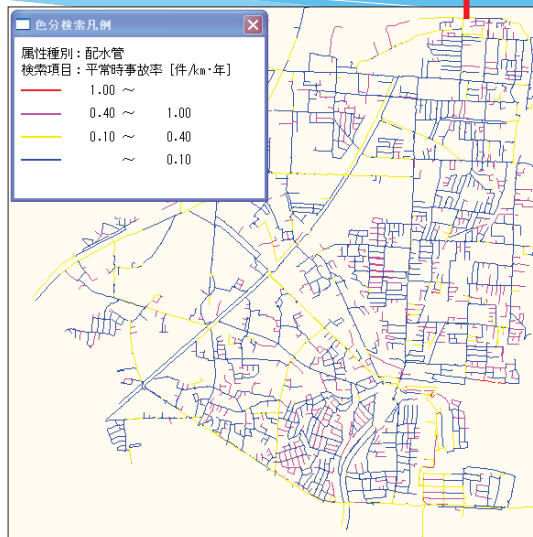 色分検索凡例
属性種別：配水管
検索項目：平常時事故率 [件/km･年]
1.00 ～
0.40 ～ 1.00
0.10 ～ 0.40
～ 0.10